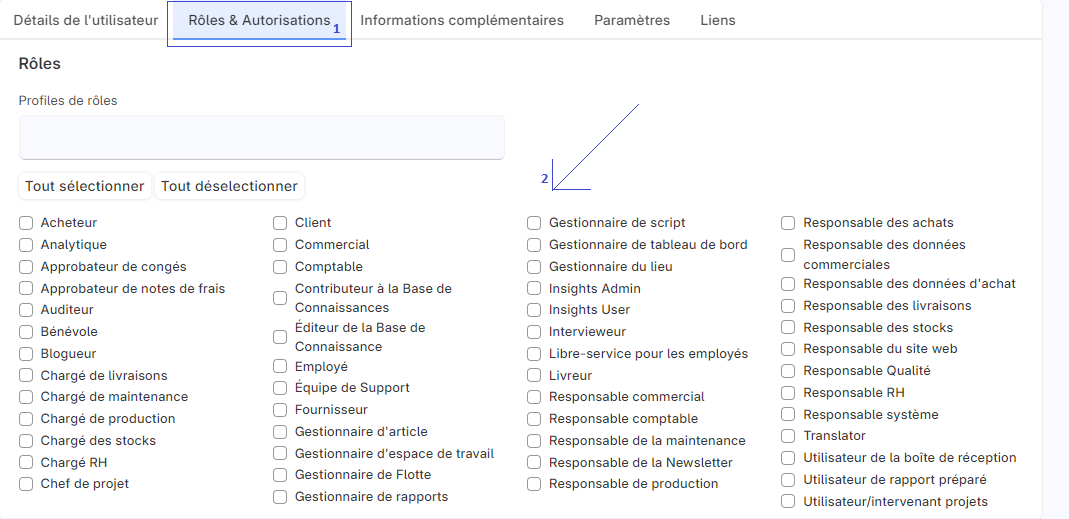 Détails de l'utilisateur Rôles & Autorisations 1 Informations complémentaires Paramètres Liens
Rôles
Profiles de rôles
Tout sélectionner Tout déselectionner
2
Acheteur
Analytique
Approbateur de congés
Approbateur de notes de frais
Auditeur
Bénévole
Blogueur
Chargé de livraisons
Chargé de maintenance
Chargé de production
Chargé des stocks
Chargé RH
Chef de projet
Client
Commercial
Comptable
Contributeur à la Base de
Connaissances
Éditeur de la Base de
Connaissance
Employé
Équipe de Support
Fournisseur
Gestionnaire d'article
Gestionnaire d'espace de travail
Gestionnaire de Flotte
Gestionnaire de rapports
Gestionnaire de script
Gestionnaire de tableau de bord
Gestionnaire du lieu
Insights Admin
Insights User
Intervieweur
Libre-service pour les employés
Livreur
Responsable commercial
Responsable comptable
Responsable de la maintenance
Responsable de la Newsletter
Responsable de production
Responsable des achats
Responsable des données
commerciales
Responsable des données d'achat
Responsable des livraisons
Responsable des stocks
Responsable du site web
Responsable Qualité
Responsable RH
Responsable système
Translator
Utilisateur de la boîte de réception
Utilisateur de rapport préparé
Utilisateur/intervenant projets